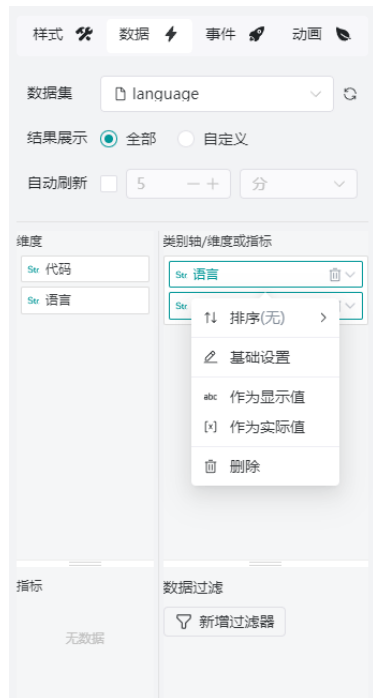 样式 数据 事件 动画
数据集 language
结果展示 全部 自定义
自动刷新 5 分
维度 类别轴/维度或指标
Str 代码 Str 语言
Str 语言 Str
排序(无)
基础设置
abc 作为显示值
[x] 作为实际值
删除
指标 数据过滤
新增过滤器
无数据